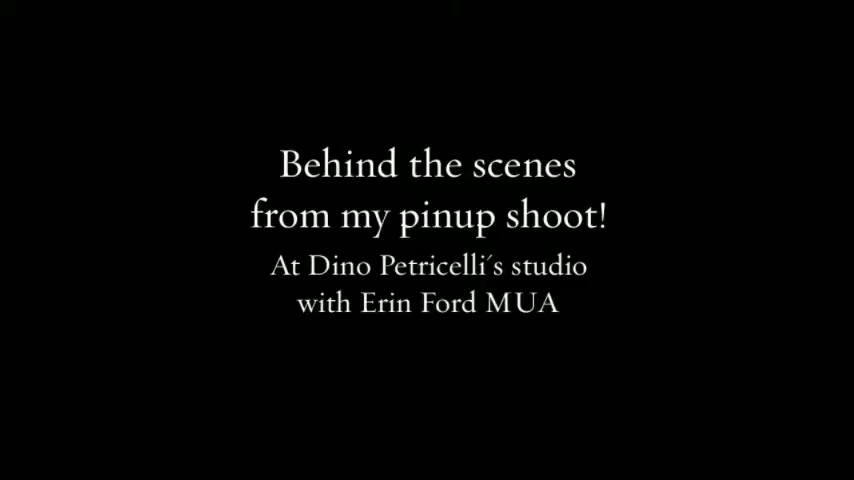 Behind the scenes
from my pinup shoot!
At Dino Petricelli´s studio
with Erin Ford MUA